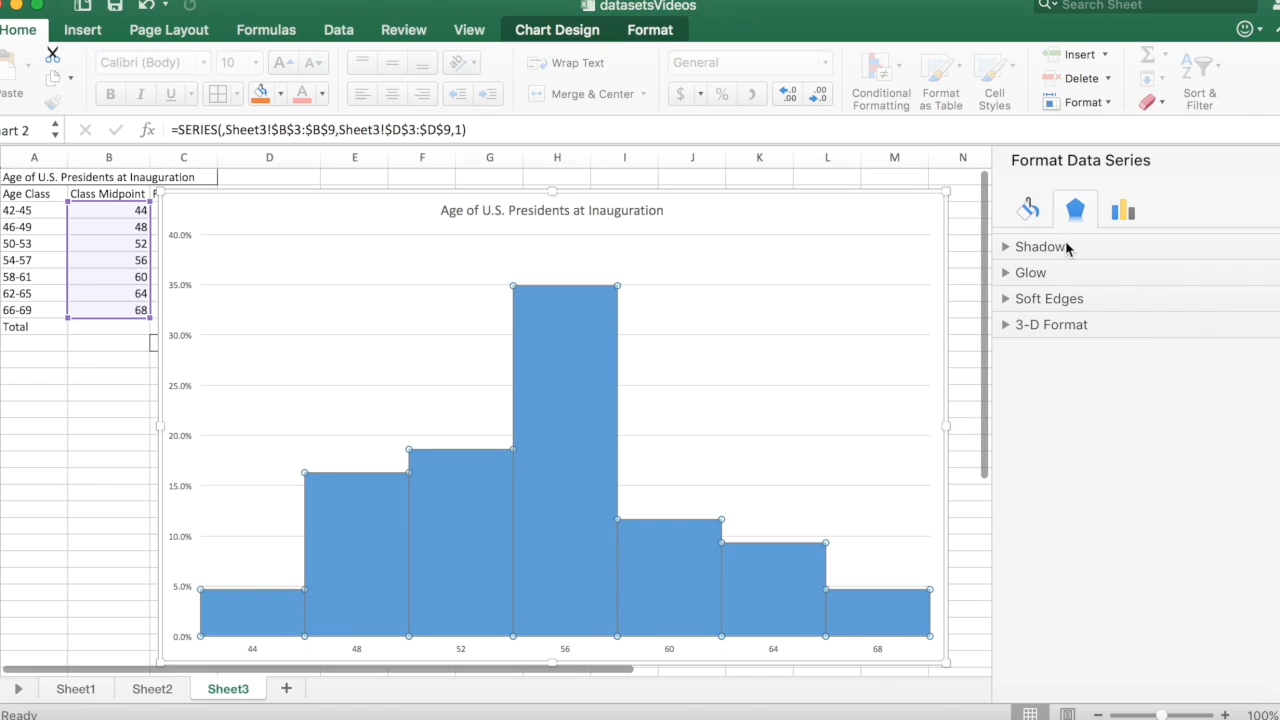 datasetsVideos
Search Sheet
Home Insert Page Layout Formulas Data Review View Chart Design Format
Calibri (Body) 10 A A Wrap Text General Insert
Paste B I U A Merge & Center $ % Conditional Formatting Format as Table Cell Styles Delete Format Sort & Filter
art 2 fx =SERIES(,Sheet3!$B$3:$B$9,Sheet3!$D$3:$D$9,1)
A B C D E F G H I J K L M N
Age of U.S. Presidents at Inauguration
Age Class Class Midpoint
42-45 44
46-49 48
50-53 52
54-57 56
58-61 60
62-65 64
66-69 68
Total
Age of U.S. Presidents at Inauguration
40.0%
35.0%
30.0%
25.0%
20.0%
15.0%
10.0%
5.0%
0.0%
44 48 52 56 60 64 68
Format Data Series
Shadow
Glow
Soft Edges
3-D Format
Sheet1 Sheet2 Sheet3 +
Ready
100%